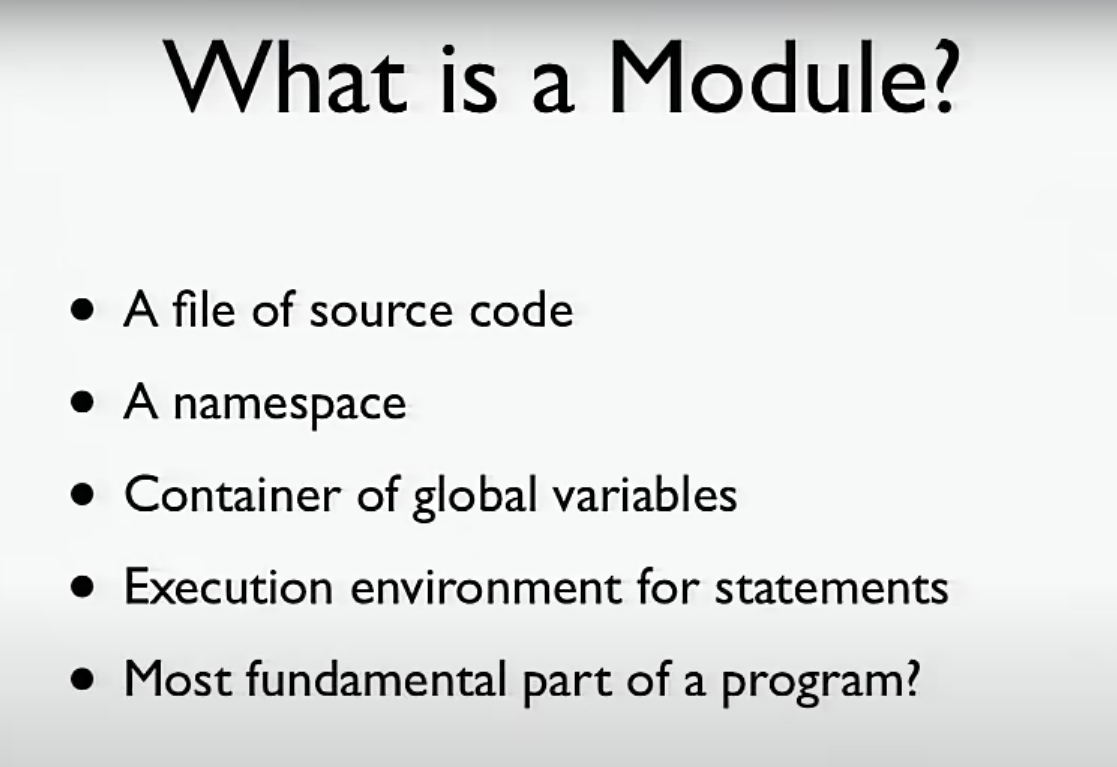 What is a Module?
• A file of source code
• A namespace
• Container of global variables
• Execution environment for statements
• Most fundamental part of a program?